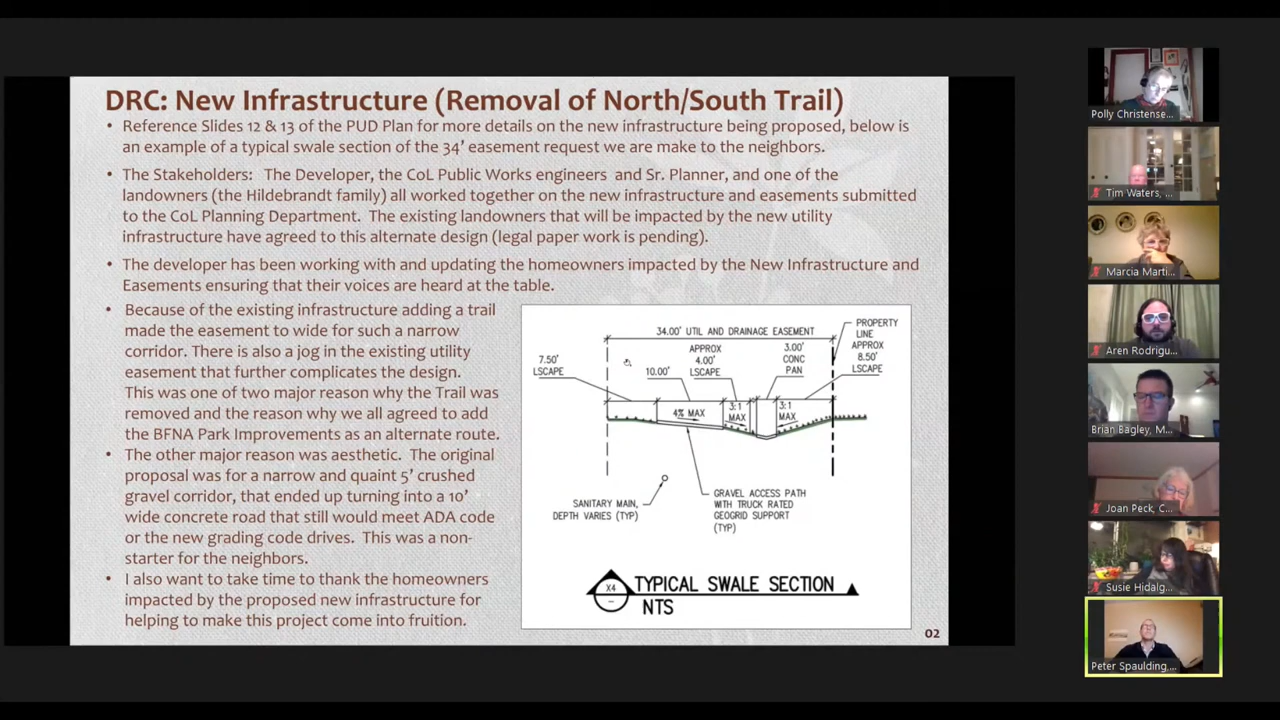 DRC: New Infrastructure (Removal of North/South Trail)
• Reference Slides 12 & 13 of the PUD Plan for more details on the new infrastructure being proposed, below is
an example of a typical swale section of the 34’ easement request we are make to the neighbors.
• The Stakeholders: The Developer, the CoL Public Works engineers and Sr. Planner, and one of the
landowners (the Hildebrandt family) all worked together on the new infrastructure and easements submitted
to the CoL Planning Department. The existing landowners that will be impacted by the new utility
infrastructure have agreed to this alternate design (legal paper work is pending).
• The developer has been working with and updating the homeowners impacted by the New Infrastructure and
Easements ensuring that their voices are heard at the table.
• Because of the existing infrastructure adding a trail
made the easement to wide for such a narrow
corridor. There is also a jog in the existing utility
easement that further complicates the design.
This was one of two major reason why the Trail was
removed and the reason why we all agreed to add
the BFNA Park Improvements as an alternate route.
• The other major reason was aesthetic. The original
proposal was for a narrow and quaint 5’ crushed
gravel corridor, that ended up turning into a 10’
wide concrete road that still would meet ADA code
or the new grading code drives. This was a non-
starter for the neighbors.
• I also want to take time to thank the homeowners
impacted by the proposed new infrastructure for
helping to make this project come into fruition.
34.00' UTIL AND DRAINAGE EASEMENT
PROPERTY
LINE
APPROX
8.50'
LSCAPE
7.50'
LSCAPE
10.00'
APPROX
4.00'
LSCAPE
3.00'
CONC
PAN
4% MAX
3:1
MAX
3:1
MAX
SANITARY MAIN,
DEPTH VARIES (TYP)
GRAVEL ACCESS PATH
WITH TRUCK RATED
GEOGRID SUPPORT
(TYP)
X4
--
TYPICAL SWALE SECTION
NTS
02
Polly Christense...
Tim Waters, ...
Marcia Marti...
Aren Rodrigu...
Brian Bagley, M...
Joan Peck, C...
Susie Hidalg...
Peter Spaulding,...